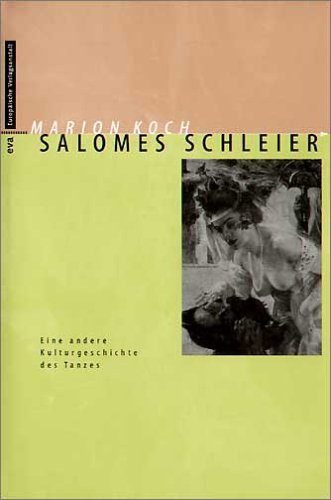 eva
Europäische Verlagsanstalt
MARION KOCH
SALOMES SCHLEIER
Eine andere
Kulturgeschichte
des Tanzes